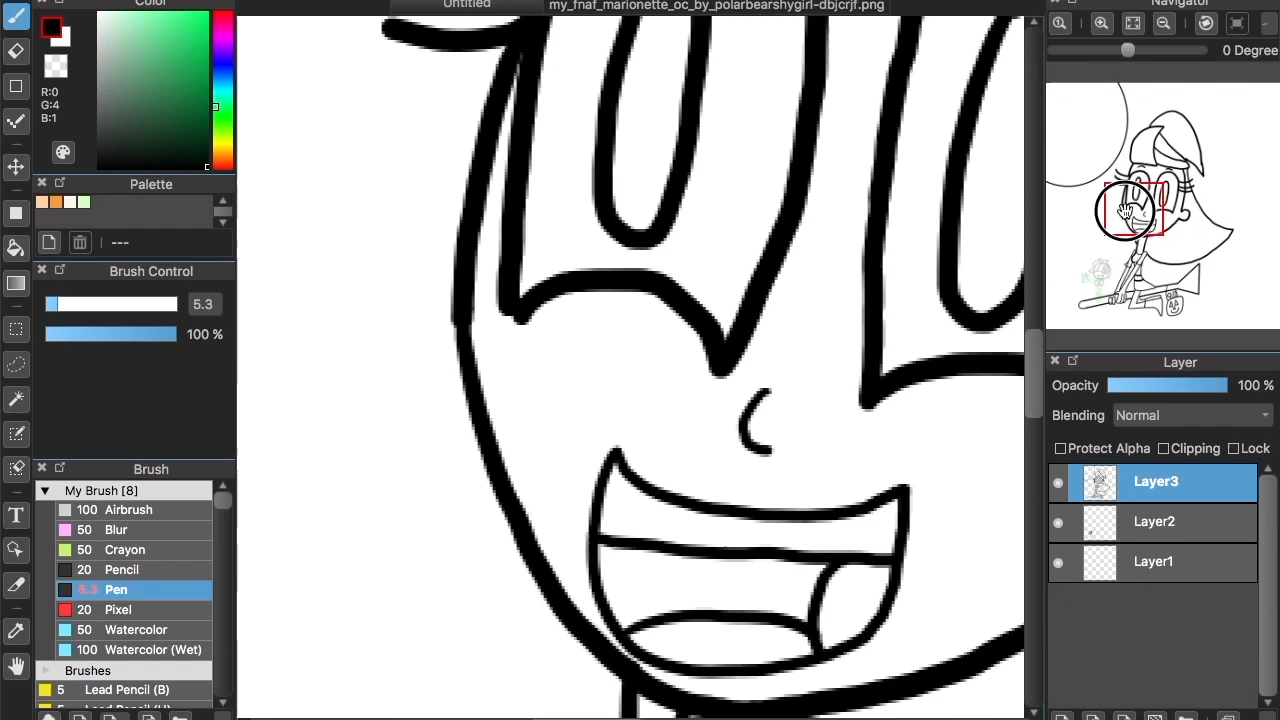 Color
Untitled
my_fnaf_marionette_oc_by_polarbearshygirl-dbjcrjf.png
Navigator
R:0
G:4
B:1
0 Degree
Palette
---
Brush Control
5.3
100 %
Brush
My Brush [8]
100 Airbrush
50 Blur
50 Crayon
20 Pencil
5.3 Pen
20 Pixel
50 Watercolor
100 Watercolor (Wet)
Brushes
5 Lead Pencil (B)
T
Layer
Opacity 100 %
Blending Normal
Protect Alpha Clipping Lock
Layer3
Layer2
Layer1